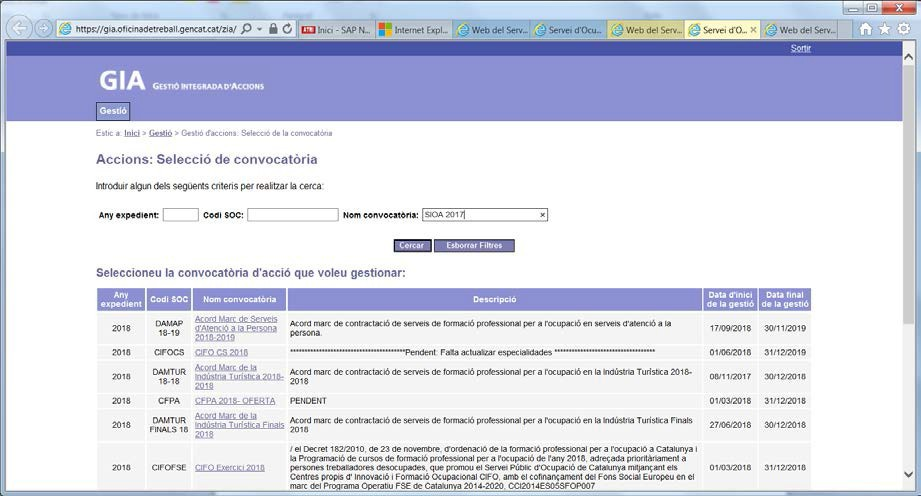 https://gia.oficinadetreball.gencat.cat/zia/
Inici - SAP N...
Internet Expl...
Web del Serv...
Servei d'Ocu...
Web del Serv...
Servei d'O...
Web del Serv...
Sortir
GIA GESTIÓ INTEGRADA D'ACCIONS
Gestió
Estic a: Inici > Gestió > Gestió d'accions: Selecció de la convocatòria
Accions: Selecció de convocatòria
Introduir algun dels següents criteris per realitzar la cerca:
Any expedient: Codi SOC: Nom convocatòria: SIOA 2017 ×
Cercar Esborrar Filtres
Seleccioneu la convocatòria d'acció que voleu gestionar:
Any expedient Codi SOC Nom convocatòria Descripció Data d'inici de la gestió Data final de la gestió
2018 DAMAP 18-19 Acord Marc de Serveis d'Atenció a la Persona 2018-2019 Acord marc de contractació de serveis de formació professional per a l'ocupació en serveis d'atenció a la persona. 17/09/2018 30/11/2019
2018 CIFOCS CIFO CS 2018 ****************************************Pendent: Falta actualizar especialidades *********************************** 01/06/2018 31/12/2019
2018 DAMTUR 18-18 Acord Marc de la Indústria Turística 2018-2018 Acord marc de contractació de serveis de formació professional per a l'ocupación en la Indústria Turística 2018-2018 08/11/2017 30/12/2018
2018 CFPA CFPA 2018- OFERTA PENDENT 01/03/2018 31/12/2018
2018 DAMTUR FINALS 18 Acord Marc de la Indústria Turística Finals 2018 Acord marc de contractació de serveis de formació professional per a l'ocupación en la Indústria Turística Finals 2018 27/06/2018 30/12/2018
2018 CIFOFSE CIFO Exercici 2018 / el Decret 182/2010, de 23 de novembre, d'ordenació de la formació professional per a l'ocupació a Catalunya i la Programació de cursos de formació professional per a l'ocupació de l'any 2018, adreçada prioritàriament a persones treballadores desocupades, que promou el Servei Públic d'Ocupació de Catalunya mitjançant els Centres propis d' Innovació i Formació Ocupacional CIFO, amb el cofinançament del Fons Social Europeu en el marc del Programa Operatiu FSE de Catalunya 2014-2020, CCI2014ES05SFOP007 01/03/2018 31/12/2018